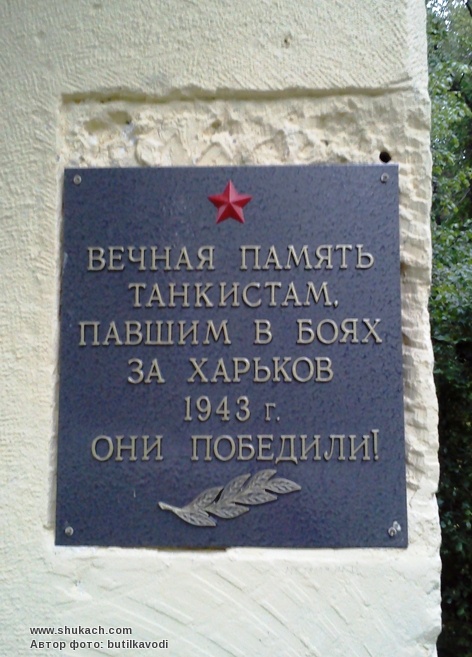 ВЕЧНАЯ ПАМЯТЬ
ТАНКИСТАМ,
ПАВШИМ В БОЯХ
ЗА ХАРЬКОВ
1943 г.
ОНИ ПОБЕДИЛИ!
www.shukach.com
Автор фото: butilkavodi